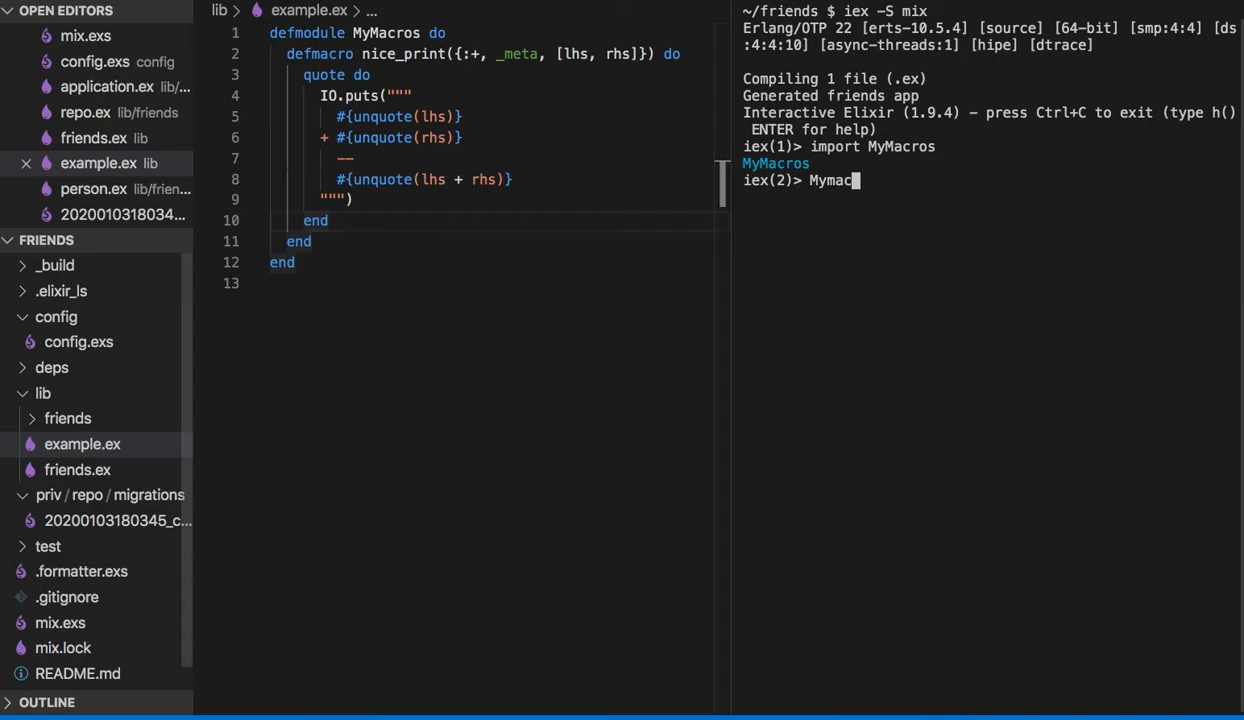 OPEN EDITORS
mix.exs
config.exs config
application.ex lib/...
repo.ex lib/friends
friends.ex lib
example.ex lib
person.ex lib/frien...
2020010318034...
FRIENDS
_build
.elixir_ls
config
config.exs
deps
lib
friends
example.ex
friends.ex
priv / repo / migrations
20200103180345_c...
test
.formatter.exs
.gitignore
mix.exs
mix.lock
README.md
OUTLINE
lib > example.ex > ...
1 defmodule MyMacros do
2 defmacro nice_print({:+, _meta, [lhs, rhs]}) do
3 quote do
4 IO.puts("""
5 #{unquote(lhs)}
6 + #{unquote(rhs)}
7 --
8 #{unquote(lhs + rhs)}
9 """)
10 end
11 end
12 end
13
~/friends $ iex -S mix
Erlang/OTP 22 [erts-10.5.4] [source] [64-bit] [smp:4:4] [ds
:4:4:10] [async-threads:1] [hipe] [dtrace]
Compiling 1 file (.ex)
Generated friends app
Interactive Elixir (1.9.4) - press Ctrl+C to exit (type h()
ENTER for help)
iex(1)> import MyMacros
MyMacros
iex(2)> Mymac